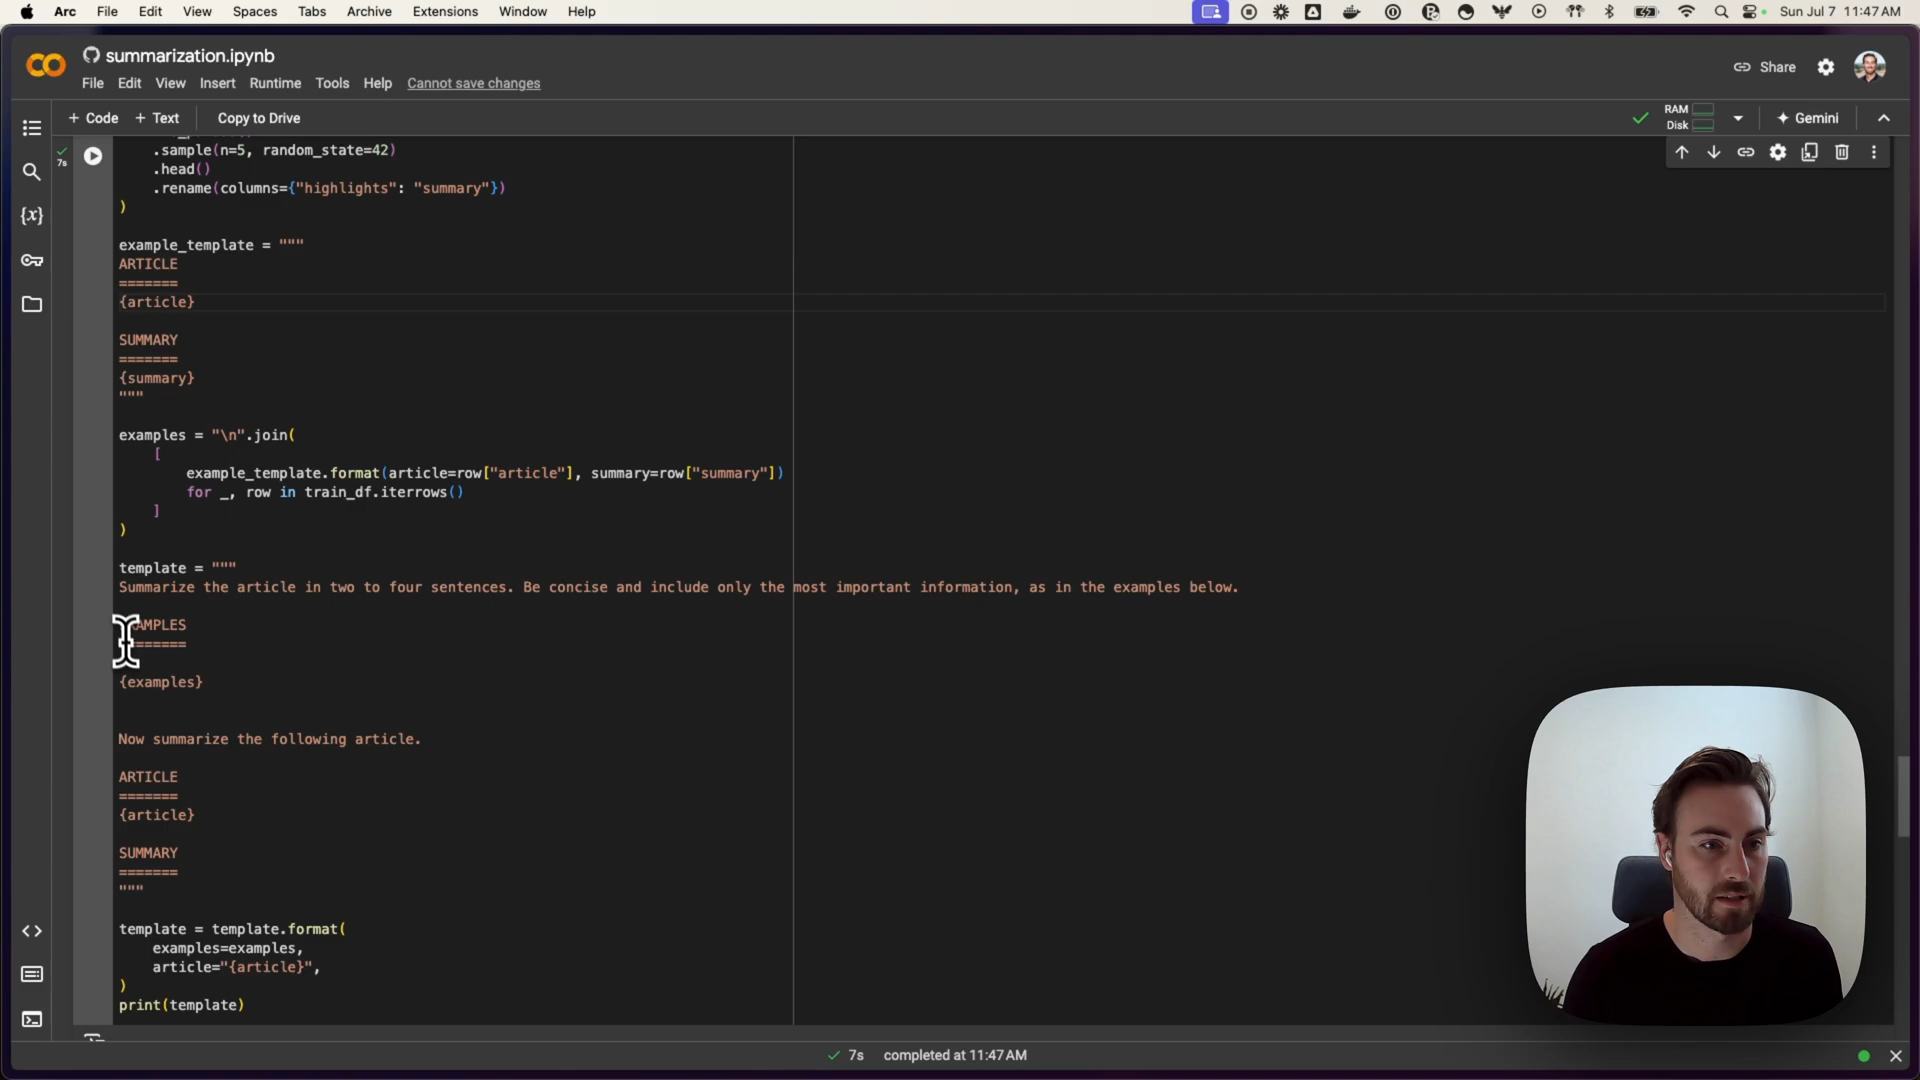 Arc File Edit View Spaces Tabs Archive Extensions Window Help Sun Jul 7 11:47 AM
summarization.ipynb
File Edit View Insert Runtime Tools Help Cannot save changes Share
+ Code + Text Copy to Drive RAM Disk Gemini
7s
.sample(n=5, random_state=42)
.head()
.rename(columns={"highlights": "summary"})
)
example_template = """
ARTICLE
=======
{article}
SUMMARY
=======
{summary}
"""
examples = "\n".join(
[
example_template.format(article=row["article"], summary=row["summary"])
for _, row in train_df.iterrows()
]
)
template = """
Summarize the article in two to four sentences. Be concise and include only the most important information, as in the examples below.
AMPLES
======
{examples}
Now summarize the following article.
ARTICLE
=======
{article}
SUMMARY
=======
"""
template = template.format(
examples=examples,
article="{article}",
)
print(template)
7s completed at 11:47 AM